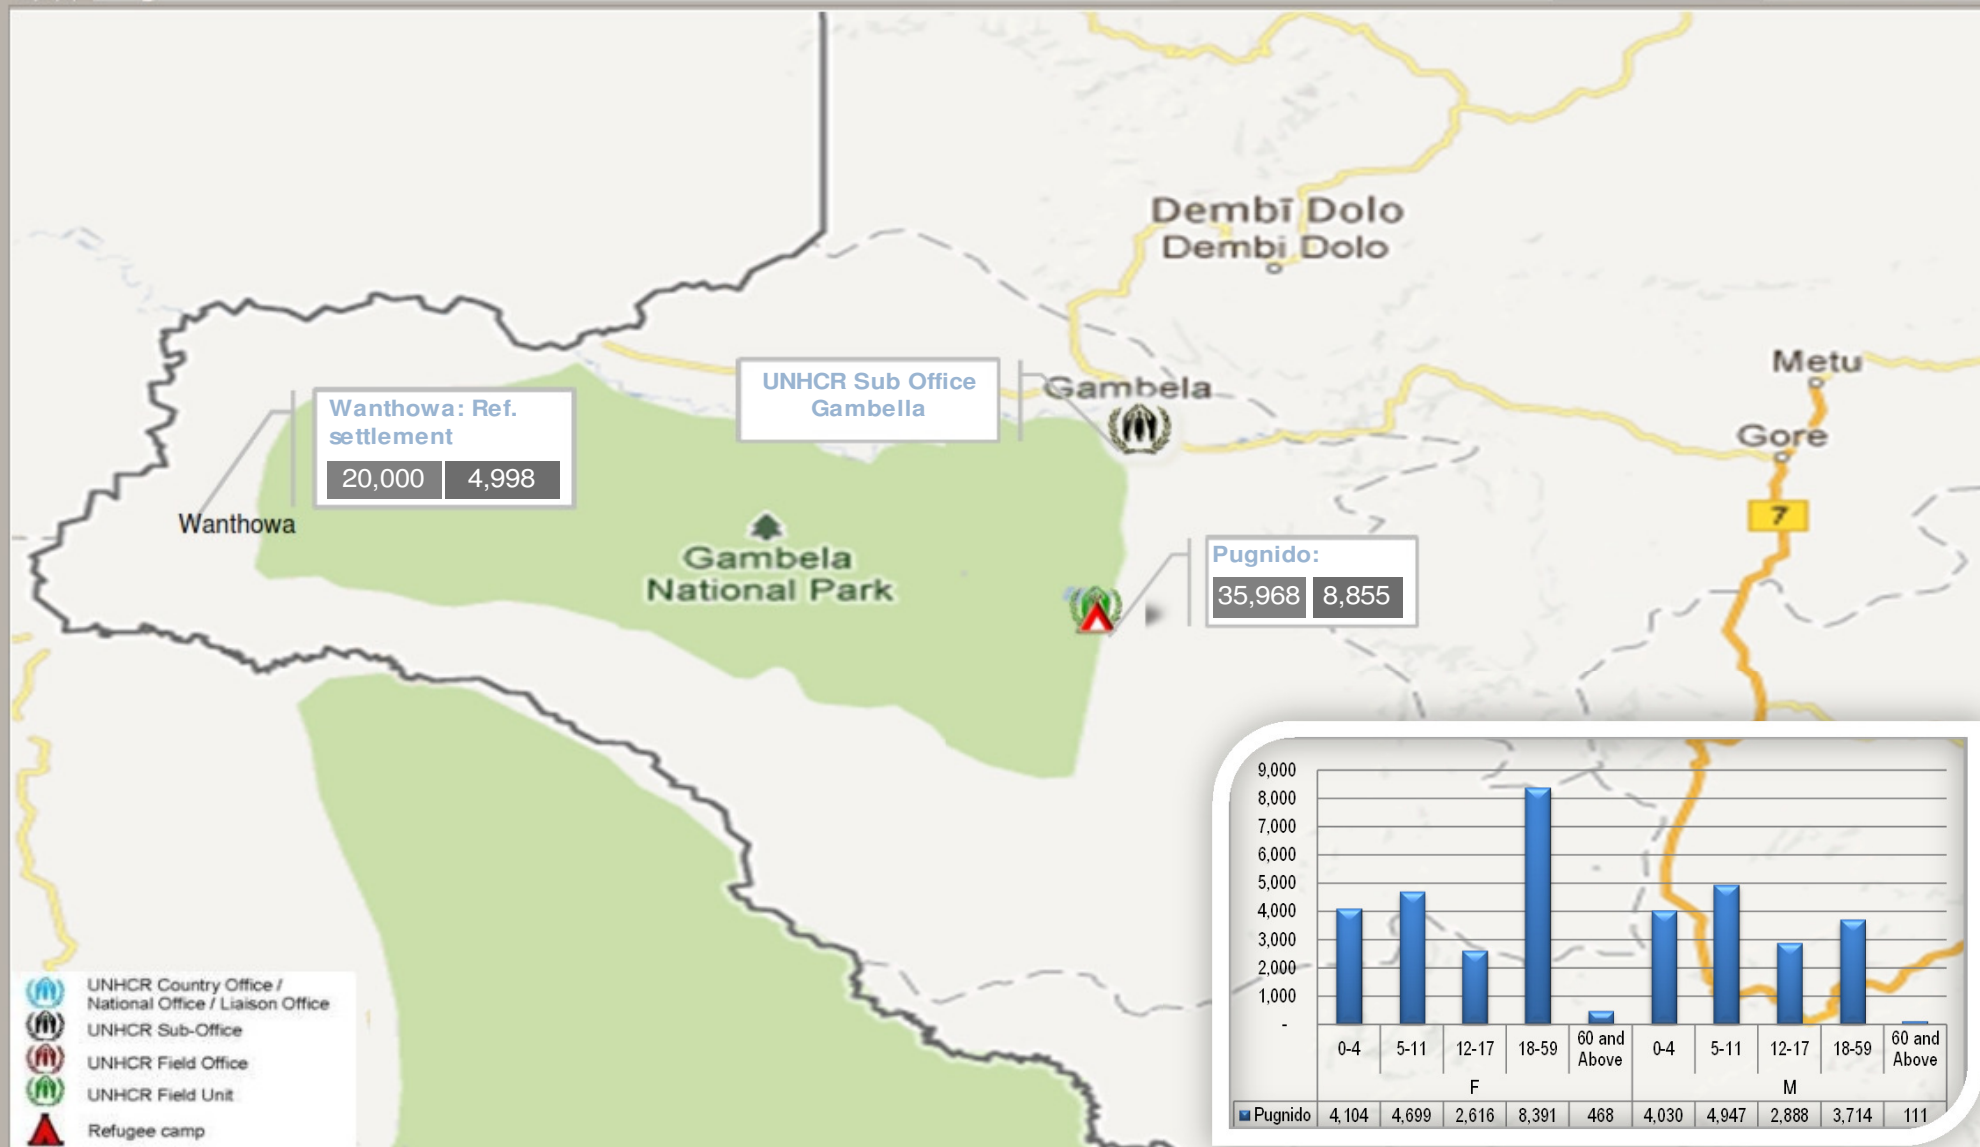 Dembī Dolo
Dembi Dolo
Metu
UNHCR Sub Office
Gambella
Gambela
Wanthowa: Ref.
settlement
20,000 4,998
Gore
Wanthowa
7
Gambela
National Park
Pugnido:
35,968 8,855
UNHCR Country Office /
National Office / Liaison Office
UNHCR Sub-Office
UNHCR Field Office
UNHCR Field Unit
Refugee camp
9,000
8,000
7,000
6,000
5,000
4,000
3,000
2,000
1,000
-
0-4 5-11 12-17 18-59 60 and Above 0-4 5-11 12-17 18-59 60 and Above
F M
Pugnido 4,104 4,699 2,616 8,391 468 4,030 4,947 2,888 3,714 111